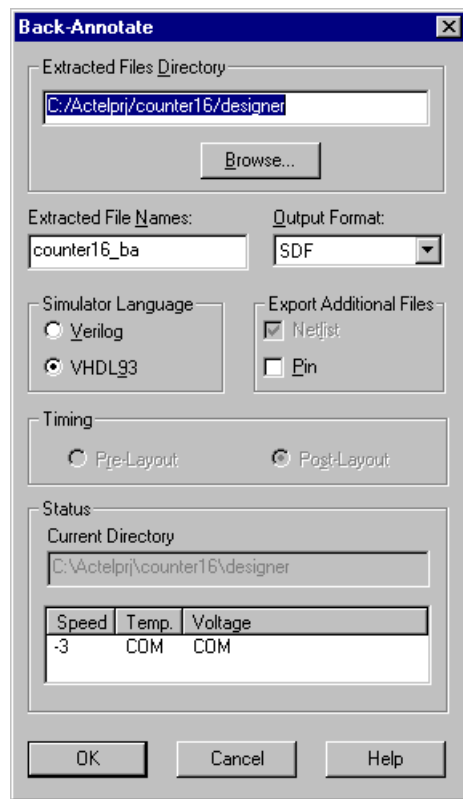 Back-Annotate
Extracted Files Directory
C:/Actelprj/counter16/designer
Browse...
Extracted File Names: Output Format:
counter16_ba SDF
Simulator Language Export Additional Files
Verilog Netlist
VHDL93 Pin
Timing
Pre-Layout Post-Layout
Status
Current Directory
C:\Actelprj\counter16\designer
Speed Temp. Voltage
-3 COM COM
OK Cancel Help